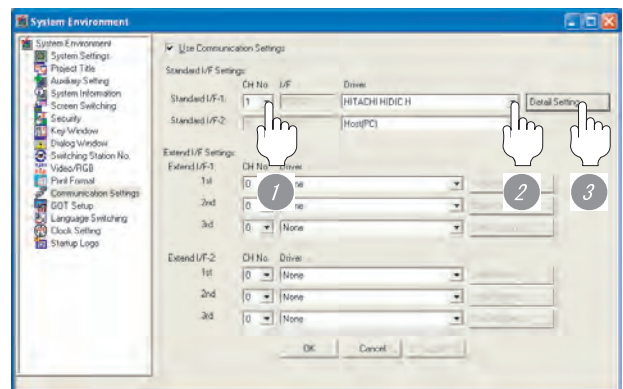 System Environment
System Environment
System Settings
Project Title
Auxiliary Setting
System Information
Screen Switching
Security
Key Window
Dialog Window
Switching Station No.
Video/RGB
Print Format
Communication Settings
GOT Setup
Language Switching
Clock Setting
Startup Logo
Use Communication Settings
Standard I/F Settings
CH No. I/F Driver
Standard I/F-1: 1 HITACHI HIDIC H Detail Setting
Standard I/F-2: Host(PC)
Extend I/F Settings
Extend I/F-1 CH No. Driver
1st 0
2nd 0
3rd 0 None
1
2
3
Extend I/F-2 CH No. Driver
1st 0 None
2nd 0 None
3rd 0 None
OK Cancel